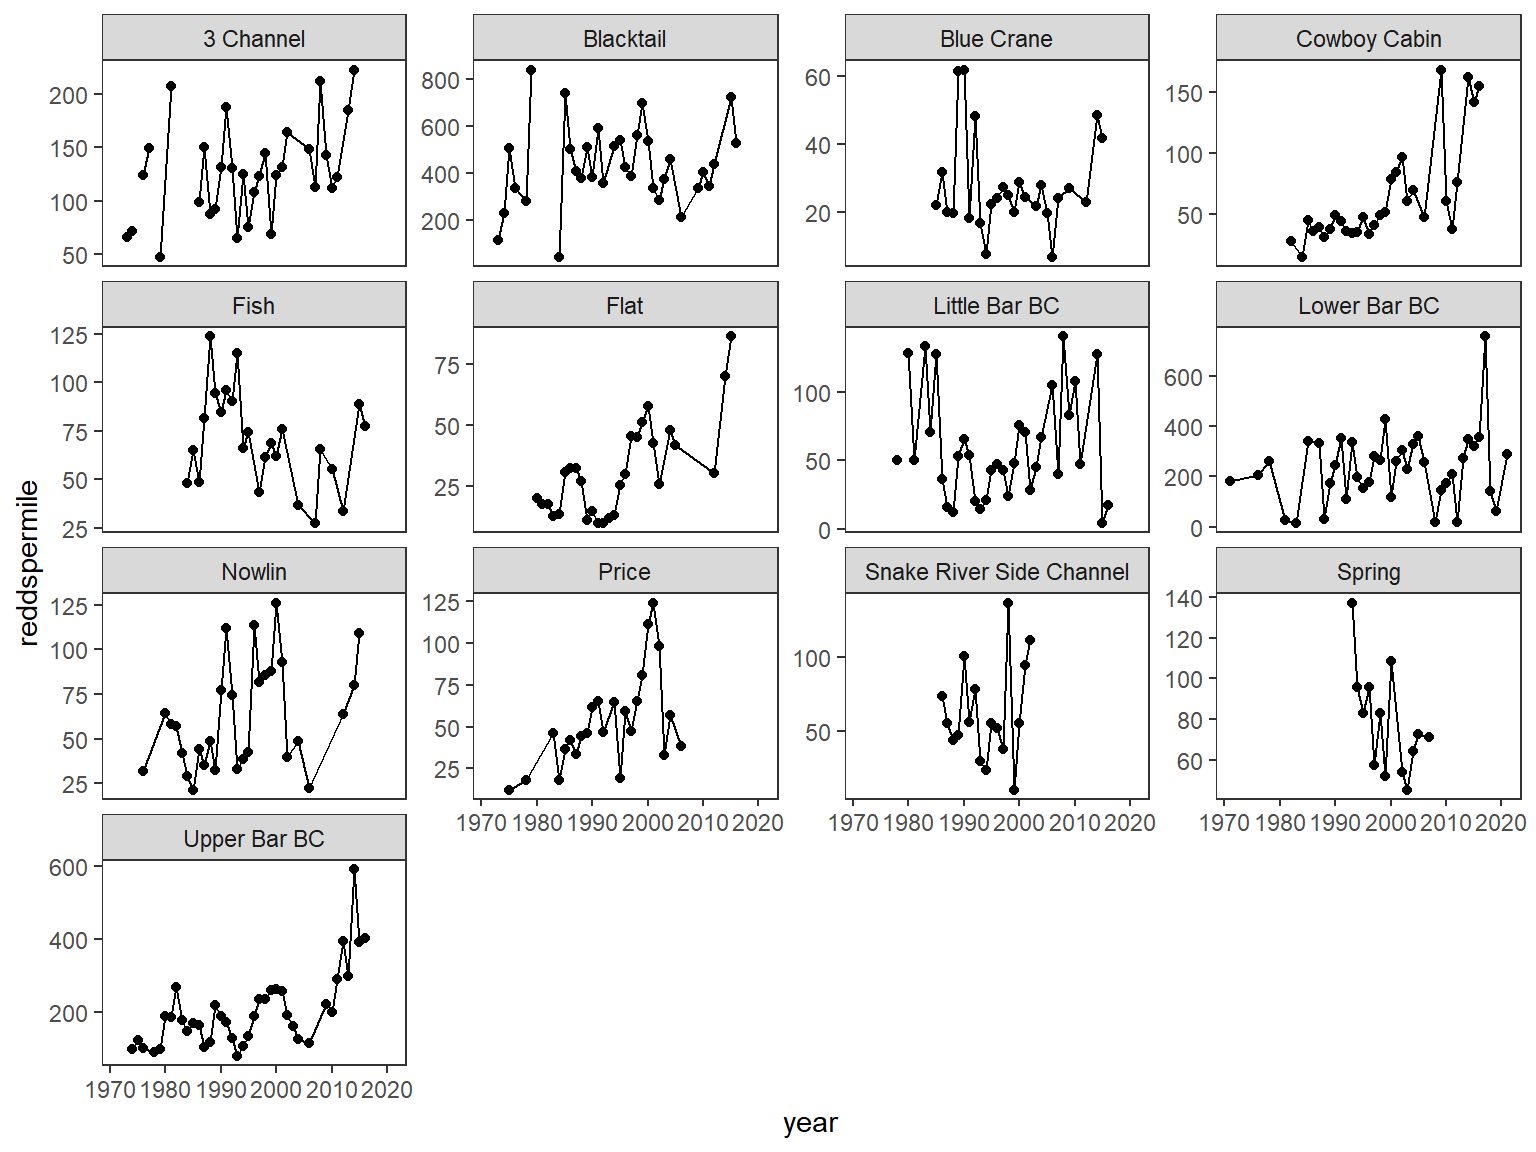 3 Channel
Blacktail
Blue Crane
Cowboy Cabin
200
150
100
50
800
600
400
200
60
40
20
150
100
50
Fish
Flat
Little Bar BC
Lower Bar BC
125
100
75
50
25
75
50
25
100
50
0
600
400
200
0
Nowlin
Price
Snake River Side Channel
Spring
125
100
75
50
25
125
100
75
50
25
100
50
140
120
100
80
60
1970 1980 1990 2000 2010 2020
1970 1980 1990 2000 2010 2020
1970 1980 1990 2000 2010 2020
Upper Bar BC
600
400
200
1970 1980 1990 2000 2010 2020
reddspermile
year